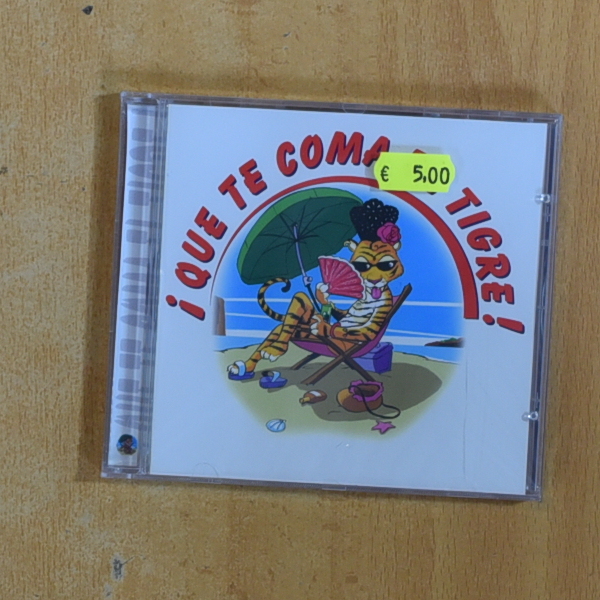 ¡QUE TE COMA TIGRE!
€ 5,00